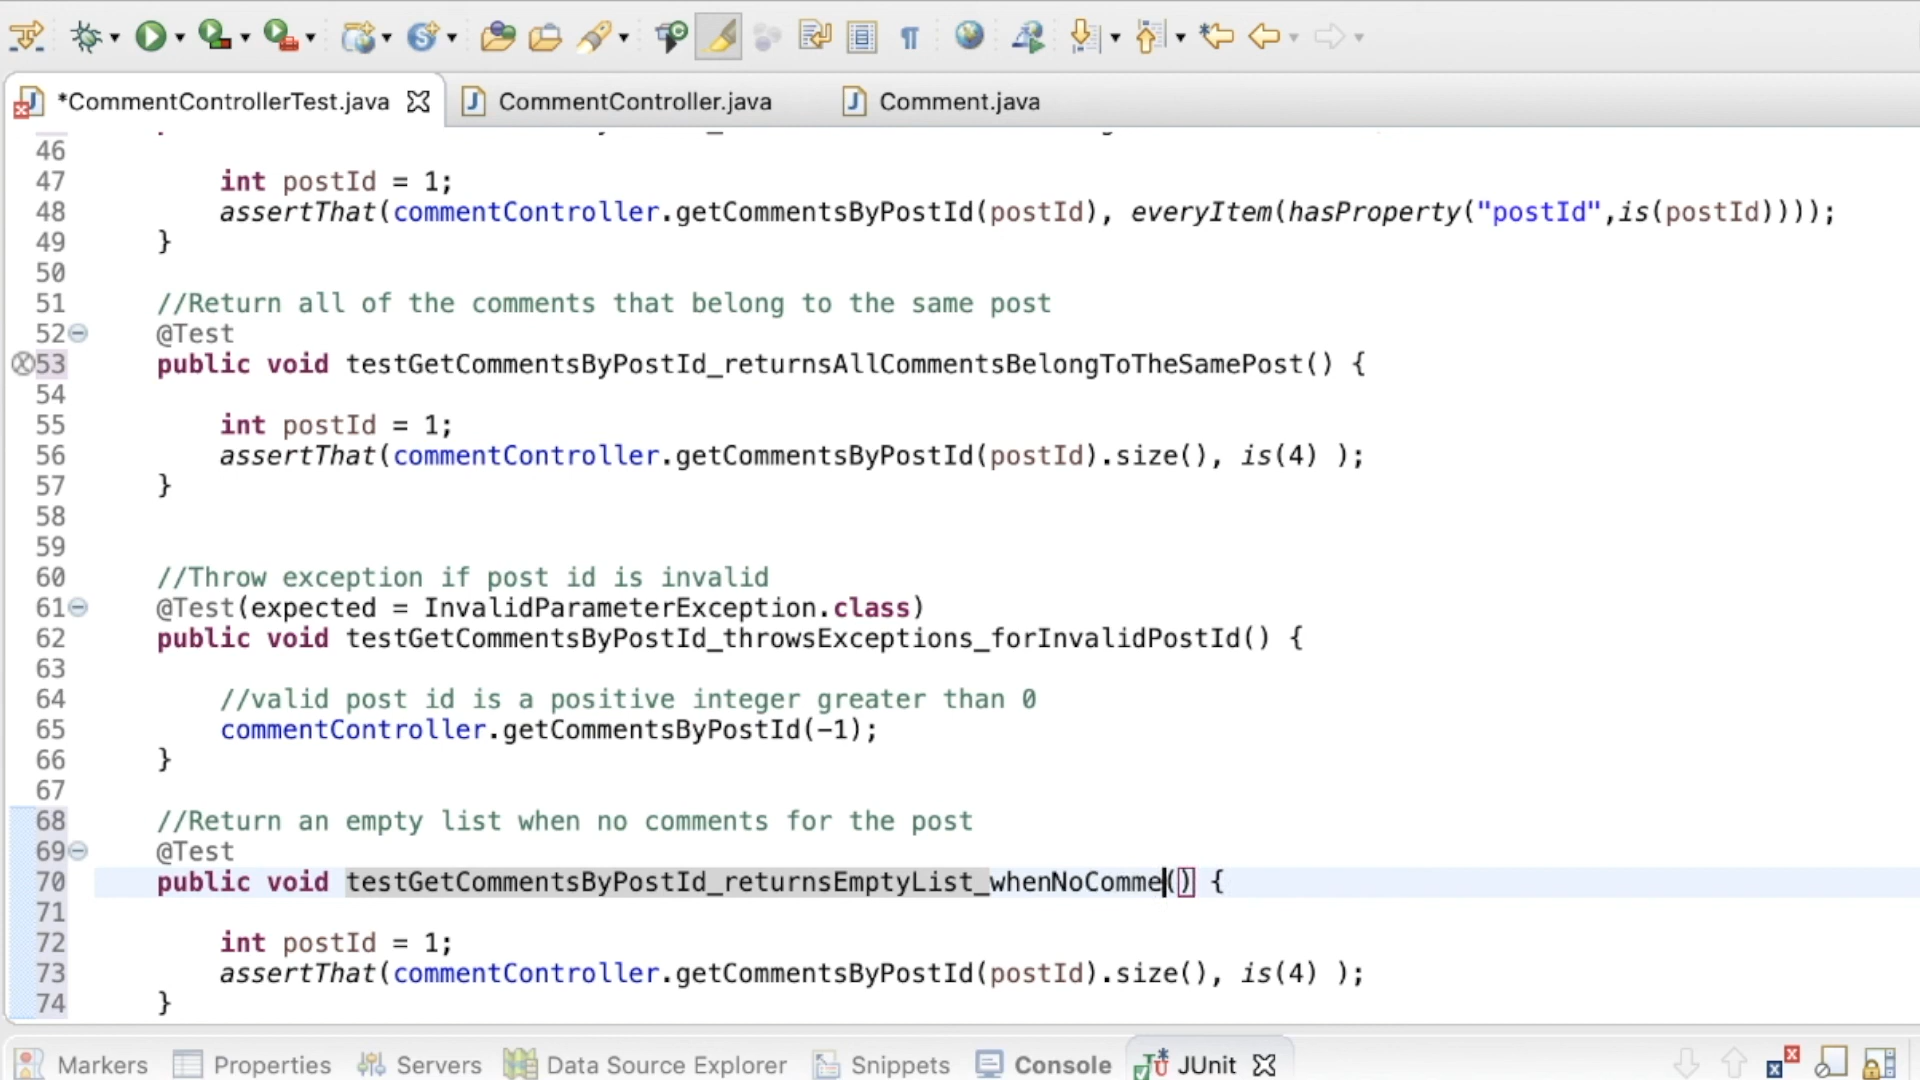 *CommentControllerTest.java
CommentController.java
Comment.java
46
47 int postId = 1;
48 assertThat(commentController.getCommentsByPostId(postId), everyItem(hasProperty("postId",is(postId))));
49 }
50
51 //Return all of the comments that belong to the same post
52 @Test
53 public void testGetCommentsByPostId_returnsAllCommentsBelongToTheSamePost() {
54
55 int postId = 1;
56 assertThat(commentController.getCommentsByPostId(postId).size(), is(4) );
57 }
58
59
60 //Throw exception if post id is invalid
61 @Test(expected = InvalidParameterException.class)
62 public void testGetCommentsByPostId_throwsExceptions_forInvalidPostId() {
63
64 //valid post id is a positive integer greater than 0
65 commentController.getCommentsByPostId(-1);
66 }
67
68 //Return an empty list when no comments for the post
69 @Test
70 public void testGetCommentsByPostId_returnsEmptyList_whenNoComme() {
71
72 int postId = 1;
73 assertThat(commentController.getCommentsByPostId(postId).size(), is(4) );
74 }
Markers Properties Servers Data Source Explorer Snippets Console JUnit